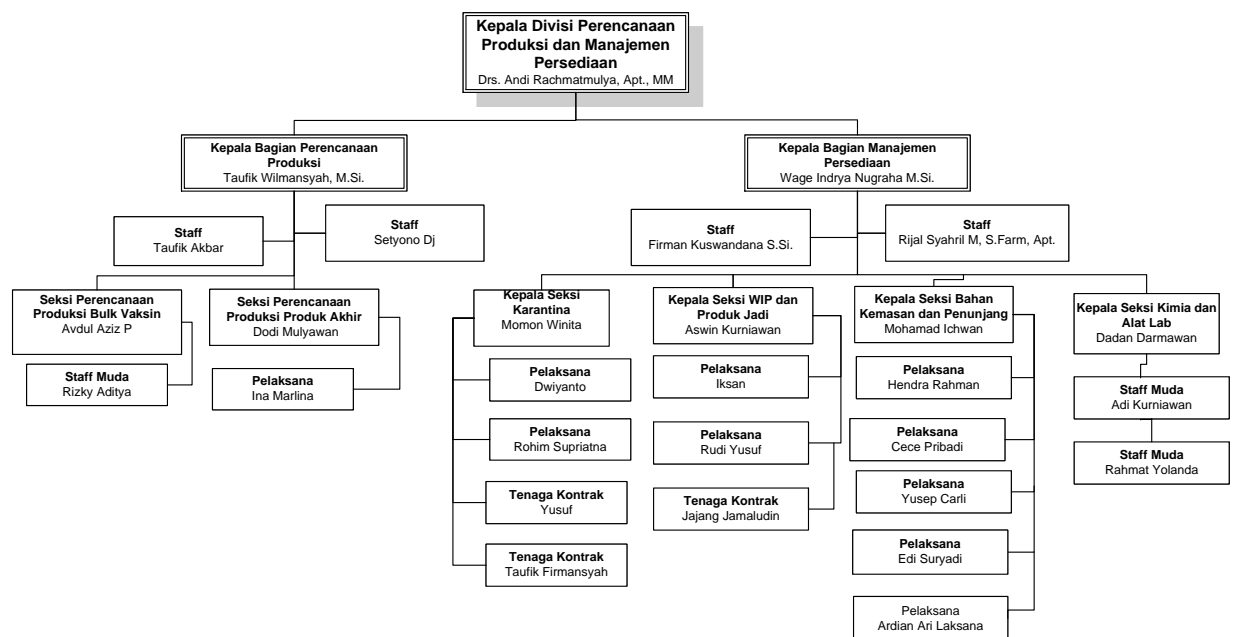 Kepala Divisi Perencanaan
Produksi dan Manajemen
Persediaan
Drs. Andi Rachmatmulya, Apt., MM
Kepala Bagian Perencanaan
Produksi
Taufik Wilmansyah, M.Si.
Kepala Bagian Manajemen
Persediaan
Wage Indrya Nugraha M.Si.
Staff
Taufik Akbar
Staff
Setyono Dj
Staff
Firman Kuswandana S.Si.
Staff
Rijal Syahril M, S.Farm, Apt.
Seksi Perencanaan
Produksi Bulk Vaksin
Avdul Aziz P
Staff Muda
Rizky Aditya
Seksi Perencanaan
Produksi Produk Akhir
Dodi Mulyawan
Pelaksana
Ina Marlina
Kepala Seksi
Karantina
Momon Winita
Pelaksana
Dwiyanto
Pelaksana
Rohim Supriatna
Tenaga Kontrak
Yusuf
Tenaga Kontrak
Taufik Firmansyah
Kepala Seksi WIP dan
Produk Jadi
Aswin Kurniawan
Pelaksana
Iksan
Pelaksana
Rudi Yusuf
Tenaga Kontrak
Jajang Jamaludin
Kepala Seksi Bahan
Kemasan dan Penunjang
Mohamad Ichwan
Pelaksana
Hendra Rahman
Pelaksana
Cece Pribadi
Pelaksana
Yusep Carli
Pelaksana
Edi Suryadi
Pelaksana
Ardian Ari Laksana
Kepala Seksi Kimia dan
Alat Lab
Dadan Darmawan
Staff Muda
Adi Kurniawan
Staff Muda
Rahmat Yolanda